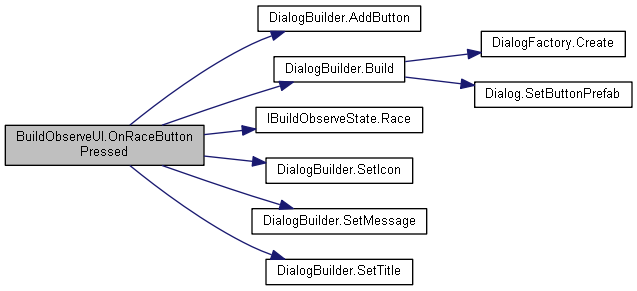 BuildObserveUI.OnRaceButton
Pressed
DialogBuilder.AddButton
DialogBuilder.Build
DialogFactory.Create
Dialog.SetButtonPrefab
IBuildObserveState.Race
DialogBuilder.SetIcon
DialogBuilder.SetMessage
DialogBuilder.SetTitle